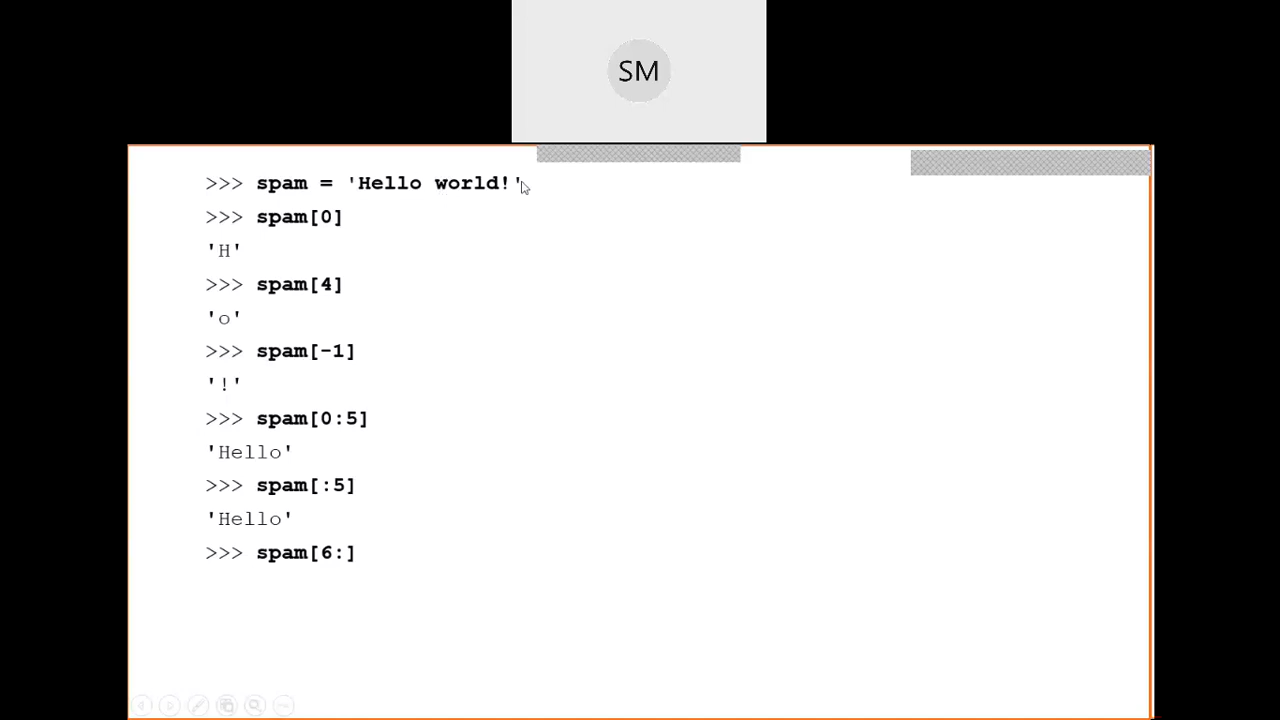 SM
>>> spam = 'Hello world!'
>>> spam[0]
'H'
>>> spam[4]
'o'
>>> spam[-1]
'!'
>>> spam[0:5]
'Hello'
>>> spam[:5]
'Hello'
>>> spam[6:]